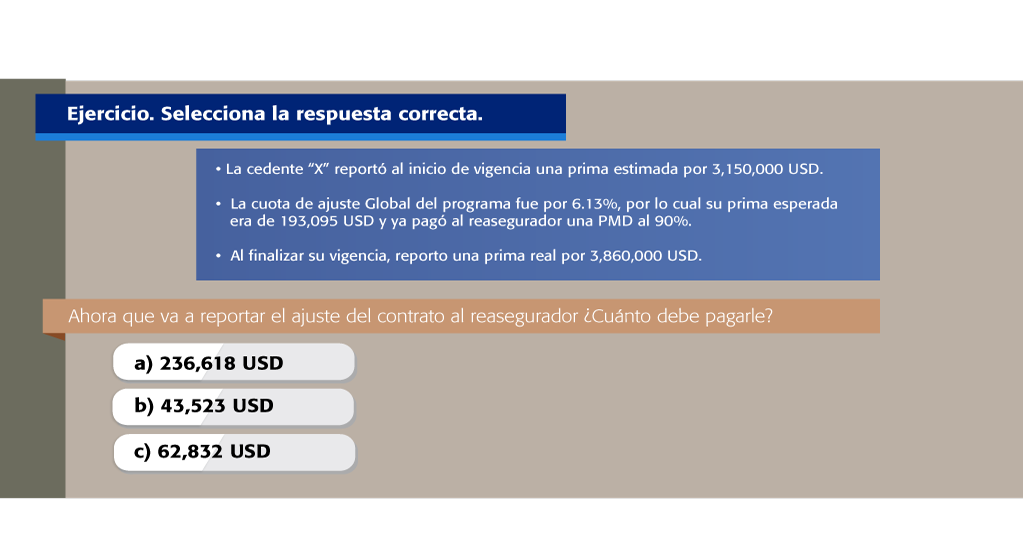 Ejercicio. Selecciona la respuesta correcta.
• La cedente “X” reportó al inicio de vigencia una prima estimada por 3,150,000 USD.
• La cuota de ajuste Global del programa fue por 6.13%, por lo cual su prima esperada
era de 193,095 USD y ya pagó al reasegurador una PMD al 90%.
• Al finalizar su vigencia, reporto una prima real por 3,860,000 USD.
Ahora que va a reportar el ajuste del contrato al reasegurador ¿Cuánto debe pagarle?
a) 236,618 USD
b) 43,523 USD
c) 62,832 USD